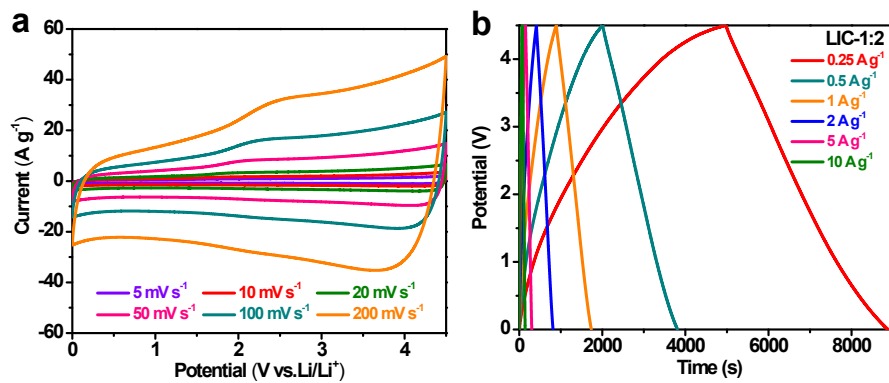 a
60
40
20
0
-20
-40
-60
Current (A g⁻¹)
5 mV s⁻¹ 10 mV s⁻¹ 20 mV s⁻¹
50 mV s⁻¹ 100 mV s⁻¹ 200 mV s⁻¹
0 1 2 3 4
Potential (V vs.Li/Li⁺)
b
LIC-1:2
0.25 A g⁻¹
0.5 A g⁻¹
1 A g⁻¹
2 A g⁻¹
5 A g⁻¹
10 A g⁻¹
4
3
2
1
0
Potential (V)
0 2000 4000 6000 8000
Time (s)